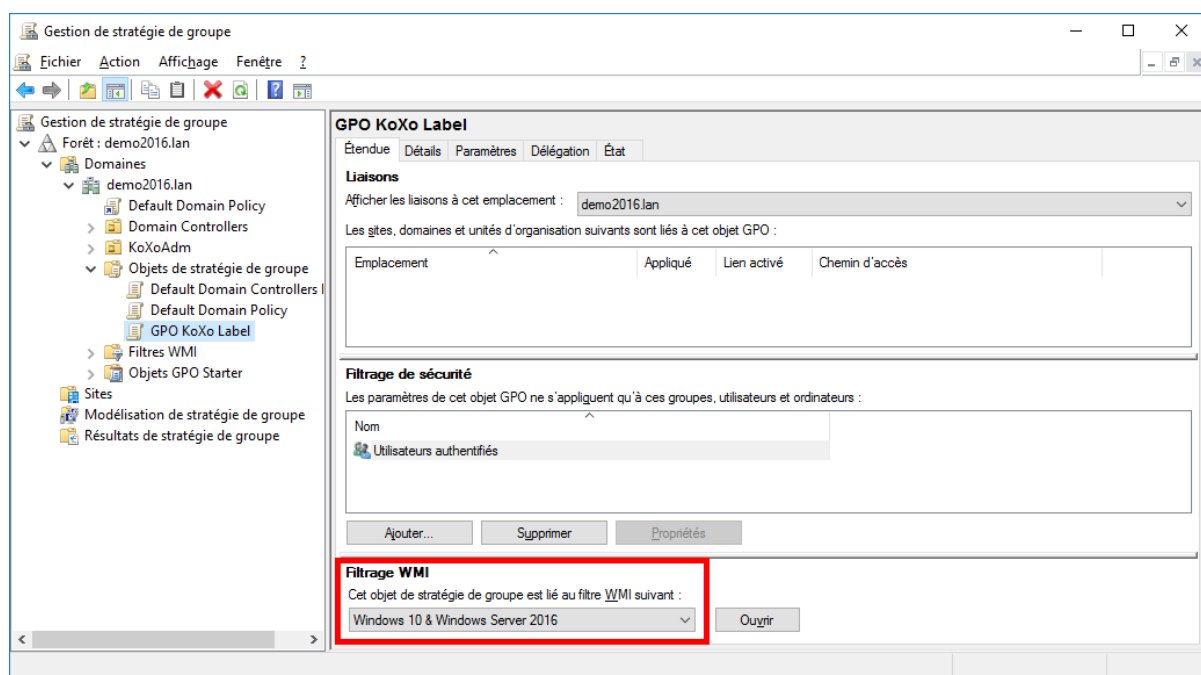 Gestion de stratégie de groupe
Fichier Action Affichage Fenêtre ?
Gestion de stratégie de groupe
Forêt : demo2016.lan
Domaines
demo2016.lan
Default Domain Policy
Domain Controllers
KoXoAdm
Objets de stratégie de groupe
Default Domain Controllers
Default Domain Policy
GPO KoXo Label
Filtres WMI
Objets GPO Starter
Sites
Modélisation de stratégie de groupe
Résultats de stratégie de groupe
GPO KoXo Label
Étendue Détails Paramètres Délégation État
Liaisons
Afficher les liaisons à cet emplacement : demo2016.lan
Les sites, domaines et unités d'organisation suivants sont liés à cet objet GPO :
Emplacement Appliqué Lien activé Chemin d'accès
Filtrage de sécurité
Les paramètres de cet objet GPO ne s'appliquent qu'à ces groupes, utilisateurs et ordinateurs :
Nom
Utilisateurs authentifiés
Ajouter... Supprimer Propriétés
Filtrage WMI
Cet objet de stratégie de groupe est lié au filtre WMI suivant :
Windows 10 & Windows Server 2016 Ouvrir